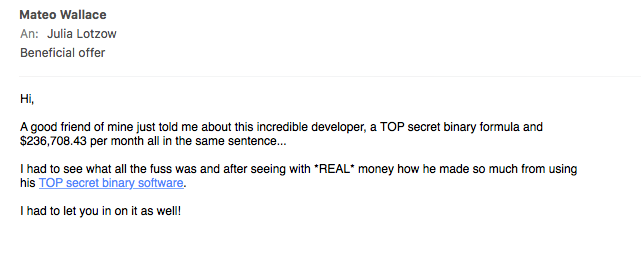 Mateo Wallace
An: Julia Lotzow
Beneficial offer
Hi,
A good friend of mine just told me about this incredible developer, a TOP secret binary formula and
$236,708.43 per month all in the same sentence...
I had to see what all the fuss was and after seeing with *REAL* money how he made so much from using
his TOP secret binary software.
I had to let you in on it as well!